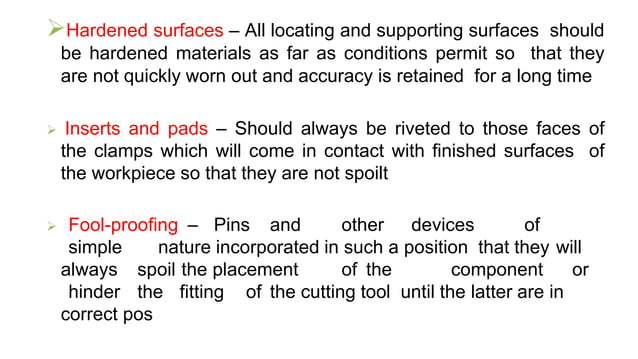 ➢Hardened surfaces – All locating and supporting surfaces should
be hardened materials as far as conditions permit so that they
are not quickly worn out and accuracy is retained for a long time
➢ Inserts and pads – Should always be riveted to those faces of
the clamps which will come in contact with finished surfaces of
the workpiece so that they are not spoilt
➢ Fool-proofing – Pins and other devices of
simple nature incorporated in such a position that they will
always spoil the placement of the component or
hinder the fitting of the cutting tool until the latter are in
correct pos